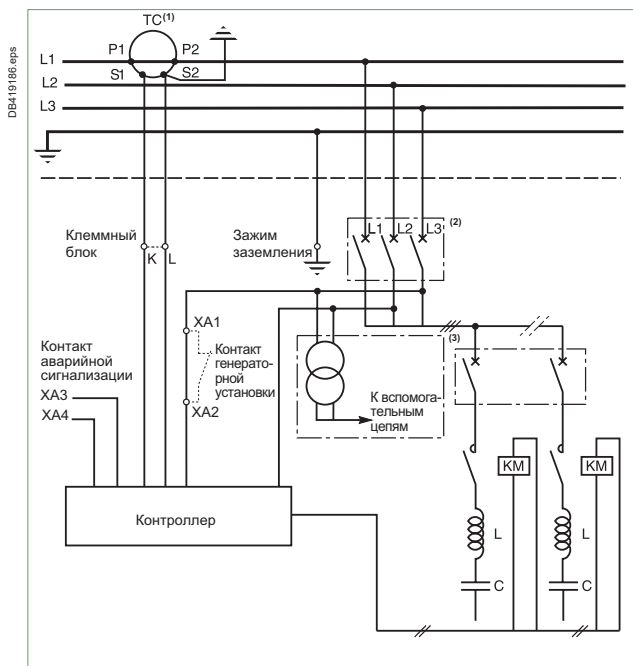 DB419186.eps
TC(1)
P1 P2
L1
S1 S2
L2
L3
Клеммный
блок
K L
Зажим
заземления
L1 L2 L3 (2)
XA1
Контакт
генерато-
рной
установки
XA2
Контакт
аварийной
сигнализации
XA3
XA4
(3)
К вспомога-
тельным
цепям
KM KM
L L
C C
Контроллер